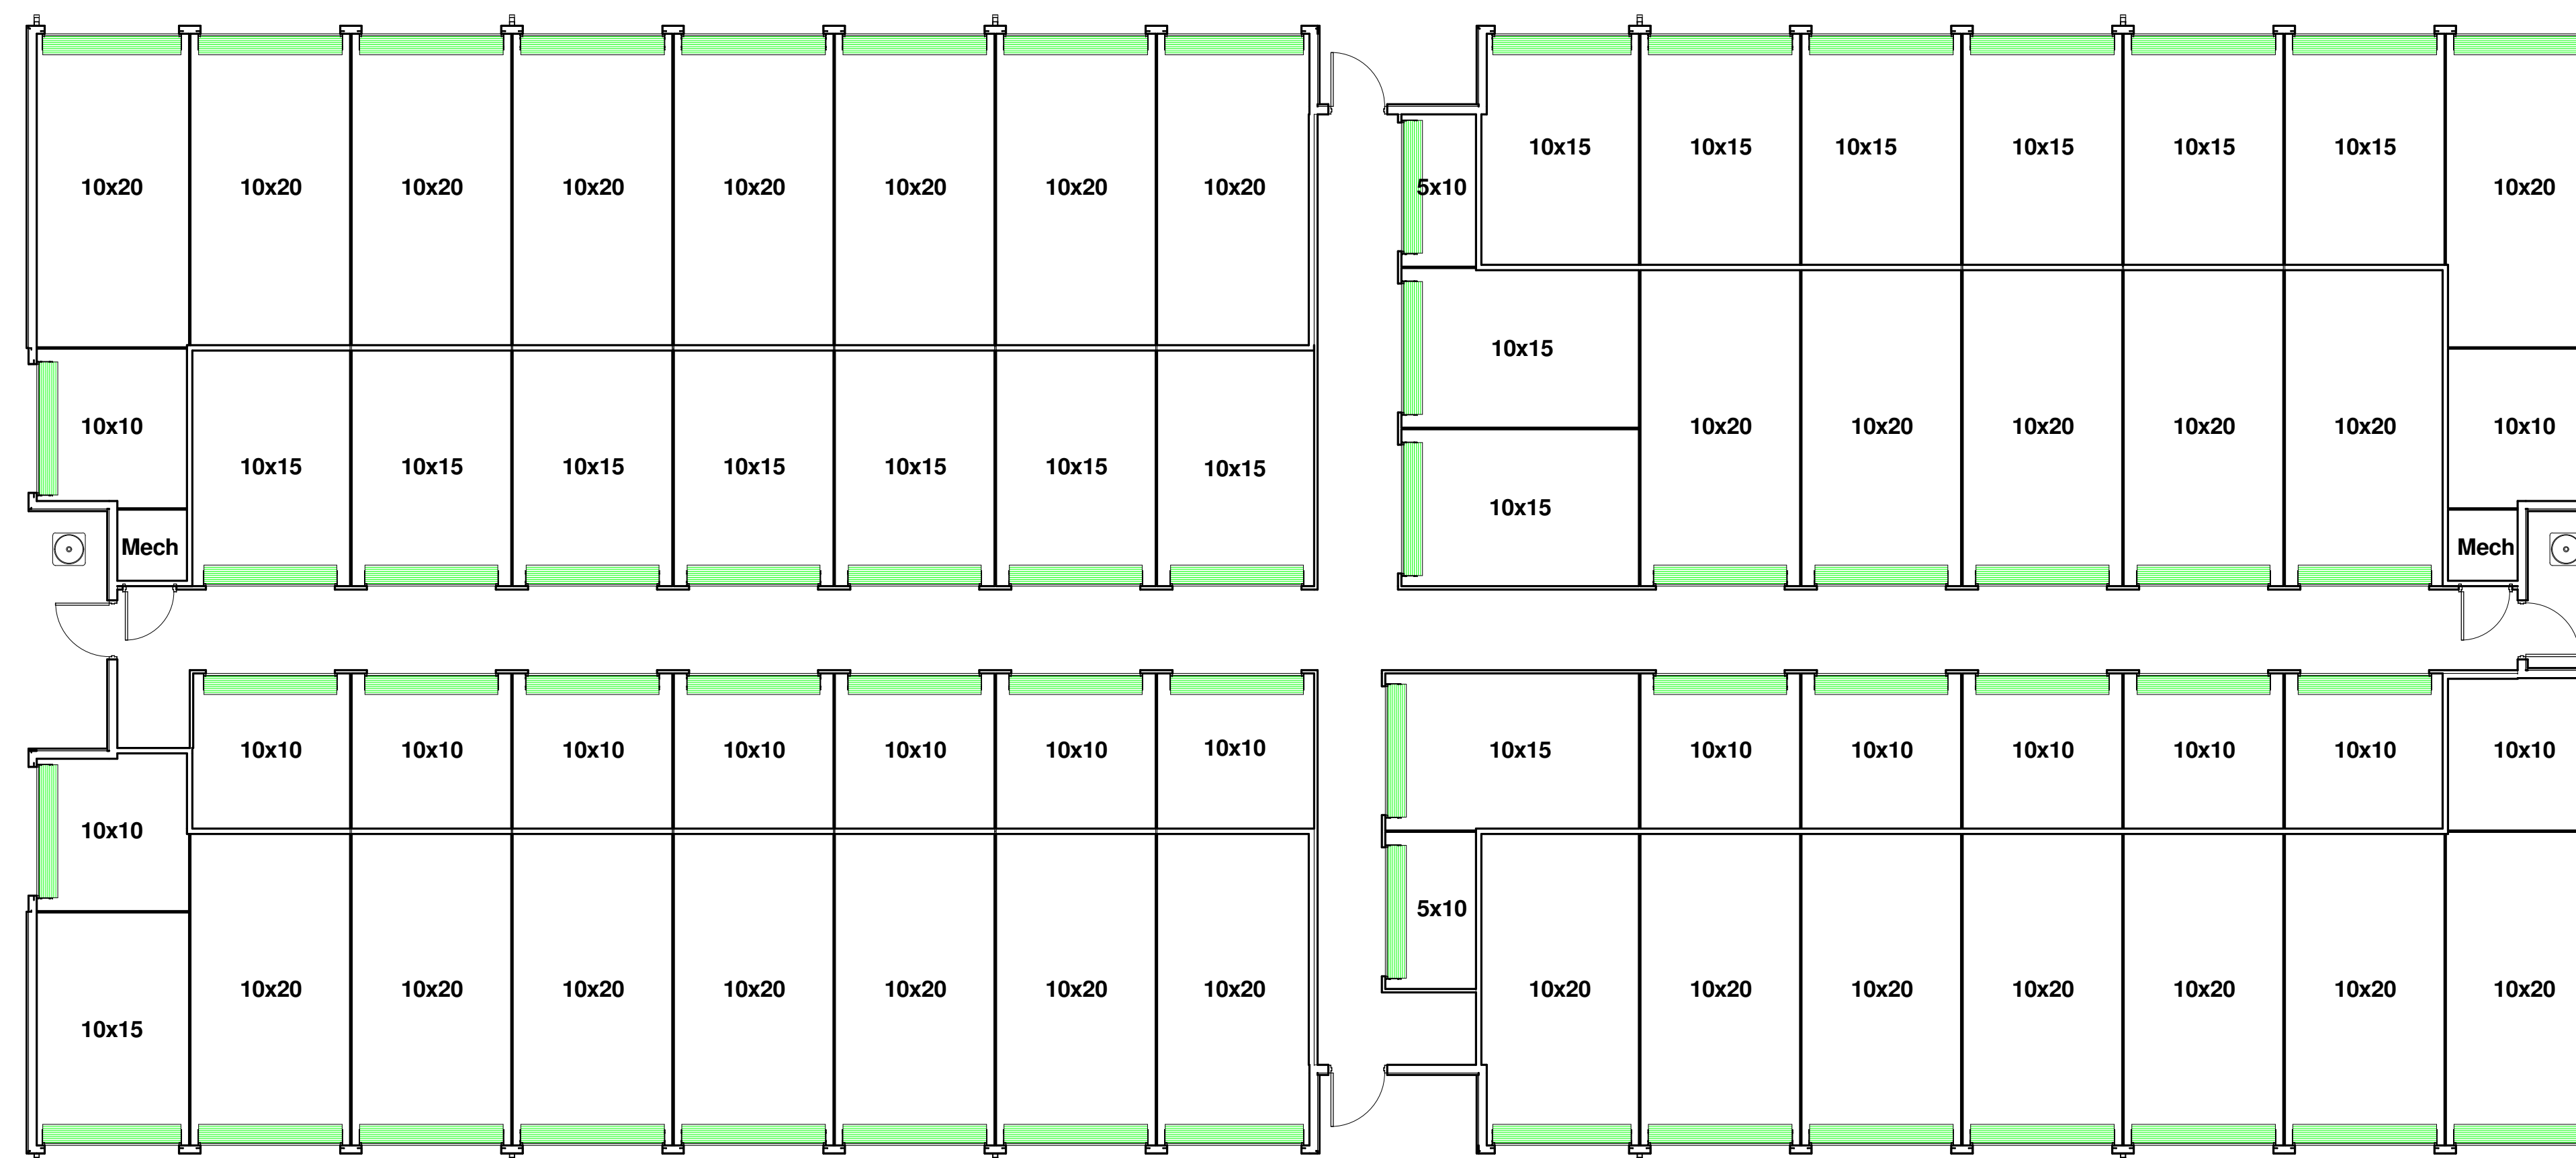 10x15 10x15 10x15 10x15 10x15 10x15
10x20 10x20 10x20 10x20 10x20 10x20 10x20 10x20 5x10 10x20
10x15
10x10 10x20 10x20 10x20 10x20 10x20 10x10
10x15 10x15 10x15 10x15 10x15 10x15 10x15
10x15
Mech Mech
10x10 10x10 10x10 10x10 10x10 10x10 10x10 10x15 10x10 10x10 10x10 10x10 10x10 10x10
10x10
5x10
10x20 10x20 10x20 10x20 10x20 10x20 10x20 10x20 10x20 10x20 10x20 10x20 10x20 10x20
10x15